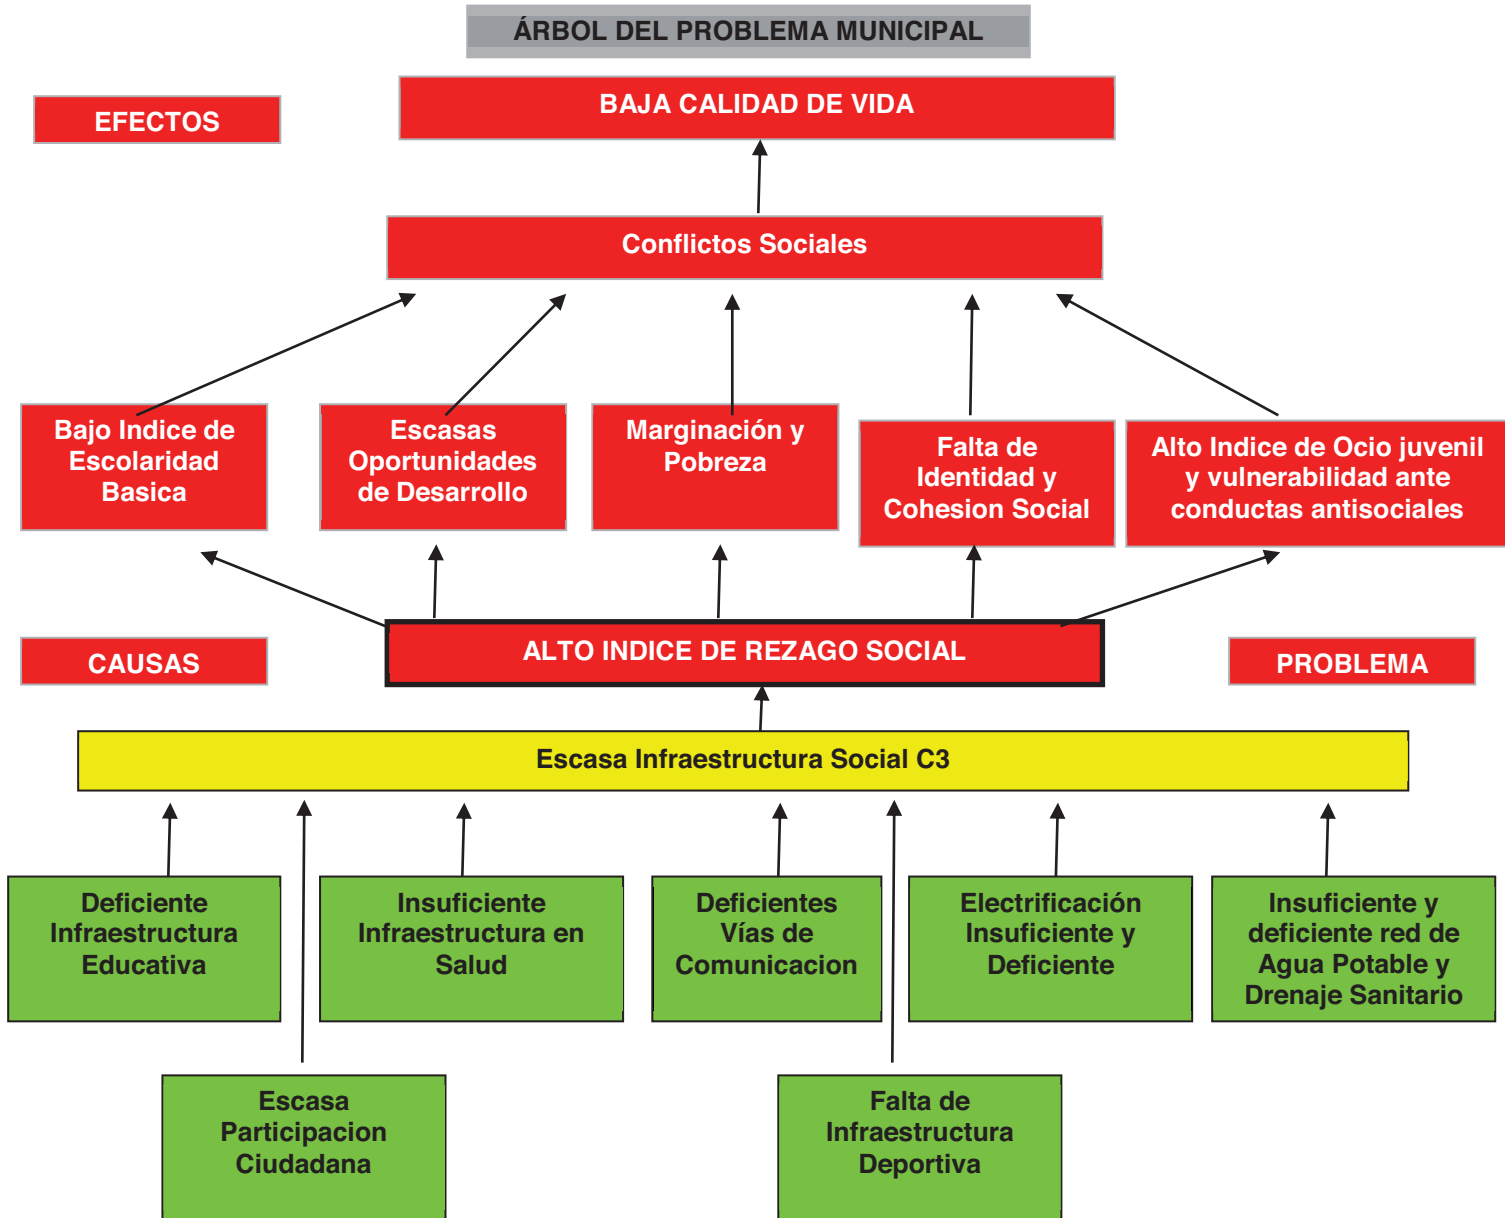 ÁRBOL DEL PROBLEMA MUNICIPAL
BAJA CALIDAD DE VIDA
EFECTOS
Conflictos Sociales
Bajo Indice de
Escolaridad
Basica
Escasas
Oportunidades
de Desarrollo
Marginación y
Pobreza
Falta de
Identidad y
Cohesion Social
Alto Indice de Ocio juvenil
y vulnerabilidad ante
conductas antisociales
ALTO INDICE DE REZAGO SOCIAL
CAUSAS
PROBLEMA
Escasa Infraestructura Social C3
Deficiente
Infraestructura
Educativa
Insuficiente
Infraestructura en
Salud
Deficientes
Vías de
Comunicacion
Electrificación
Insuficiente y
Deficiente
Insuficiente y
deficiente red de
Agua Potable y
Drenaje Sanitario
Escasa
Participacion
Ciudadana
Falta de
Infraestructura
Deportiva